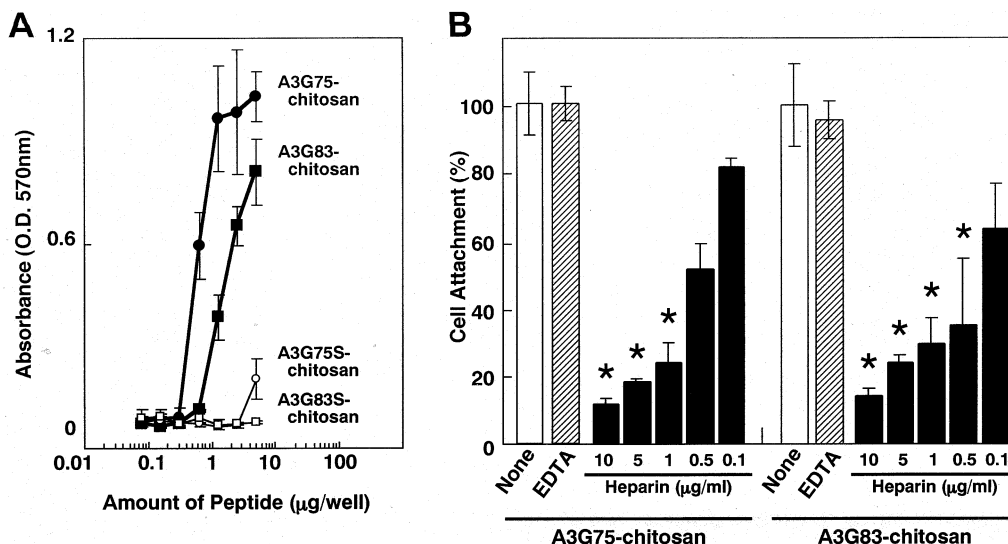 A
1.2
0.6
0
Absorbance (O.D. 570nm)
A3G75-
chitosan
A3G83-
chitosan
A3G75S-
chitosan
A3G83S-
chitosan
0.01 0.1 1 10 100
Amount of Peptide (μg/well)
B
100
80
60
40
20
0
Cell Attachment (%)
* * *
* * * *
None EDTA 10 5 1 0.5 0.1 None EDTA 10 5 1 0.5 0.1
Heparin (μg/ml) Heparin (μg/ml)
A3G75-chitosan A3G83-chitosan